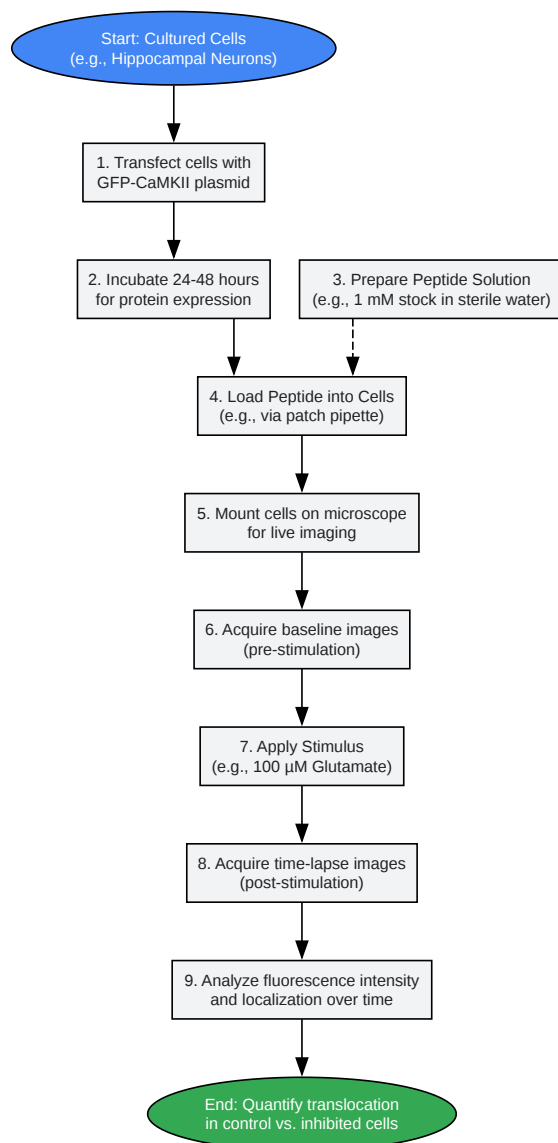 Start: Cultured Cells
(e.g., Hippocampal Neurons)
1. Transfect cells with
GFP-CaMKII plasmid
2. Incubate 24-48 hours
for protein expression
3. Prepare Peptide Solution
(e.g., 1 mM stock in sterile water)
4. Load Peptide into Cells
(e.g., via patch pipette)
5. Mount cells on microscope
for live imaging
6. Acquire baseline images
(pre-stimulation)
7. Apply Stimulus
(e.g., 100 µM Glutamate)
8. Acquire time-lapse images
(post-stimulation)
9. Analyze fluorescence intensity
and localization over time
End: Quantify translocation
in control vs. inhibited cells